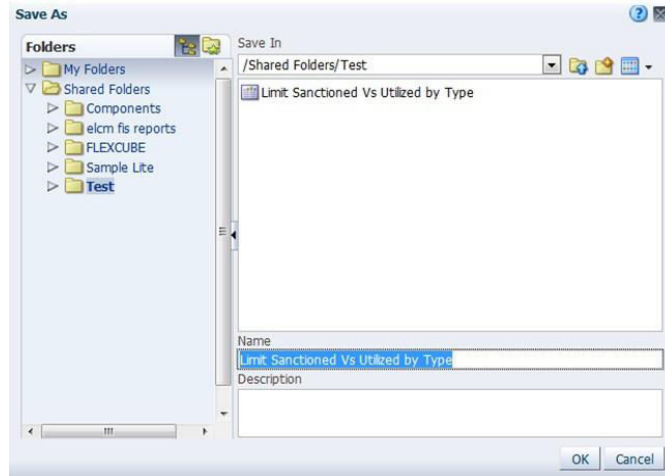 Save As
Folders
My Folders
Shared Folders
Components
elcm fis reports
FLEXCUBE
Sample Lite
Test
Save In
/Shared Folders/Test
Limit Sanctioned Vs Utilized by Type
Name
Limit Sanctioned Vs Utilized by Type
Description
OK Cancel